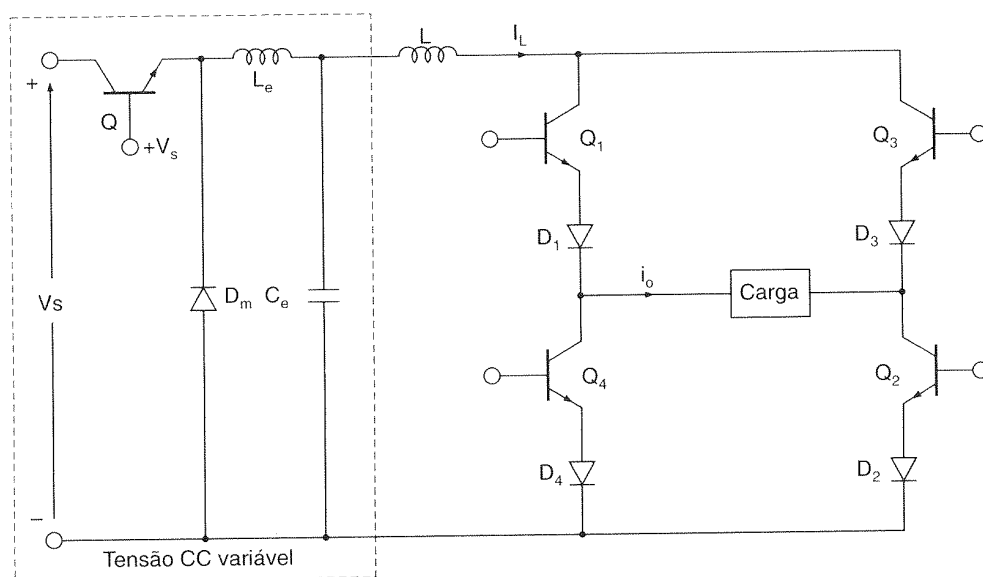 L
I_L
+
L_e
Q
+V_s
Q_1
Q_3
D_1
D_3
Vs
D_m
C_e
i_o
Carga
Q_4
Q_2
D_4
D_2
−
Tensão CC variável